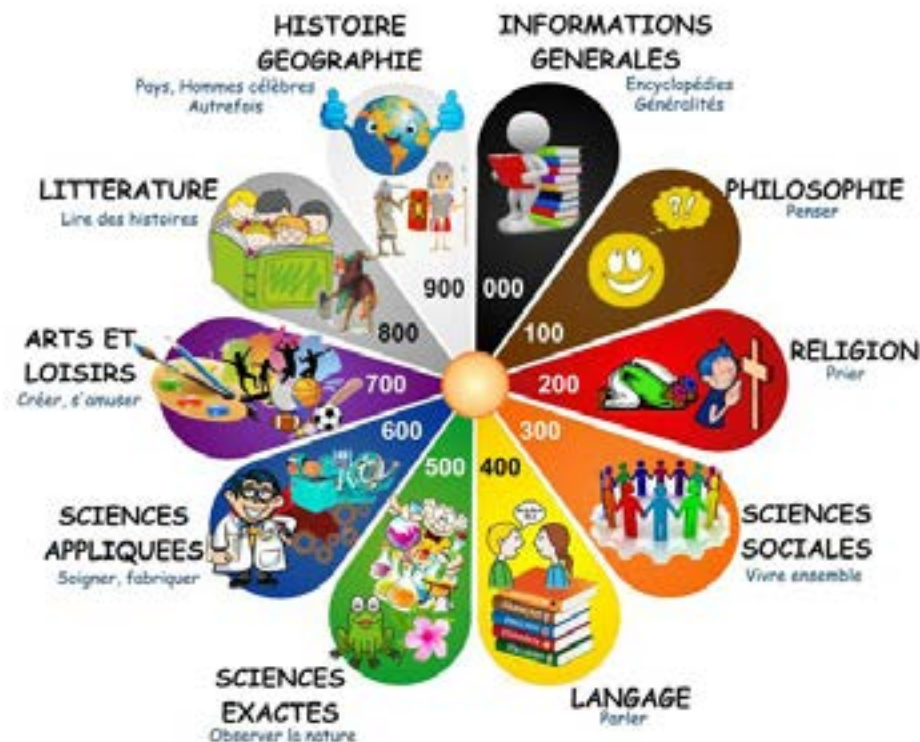 HISTOIRE
GEOGRAPHIE
Pays, Hommes célèbres
Autrefois
900
INFORMATIONS
GENERALES
Encyclopédies
Généralités
000
PHILOSOPHIE
Penser
?!
100
RELIGION
Prier
200
SCIENCES
SOCIALES
Vivre ensemble
300
LANGAGE
Parler
400
SCIENCES
EXACTES
Observer la nature
500
SCIENCES
APPLIQUEES
Soigner, fabriquer
600
ARTS ET
LOISIRS
Créer, s'amuser
700
LITTERATURE
Lire des histoires
800